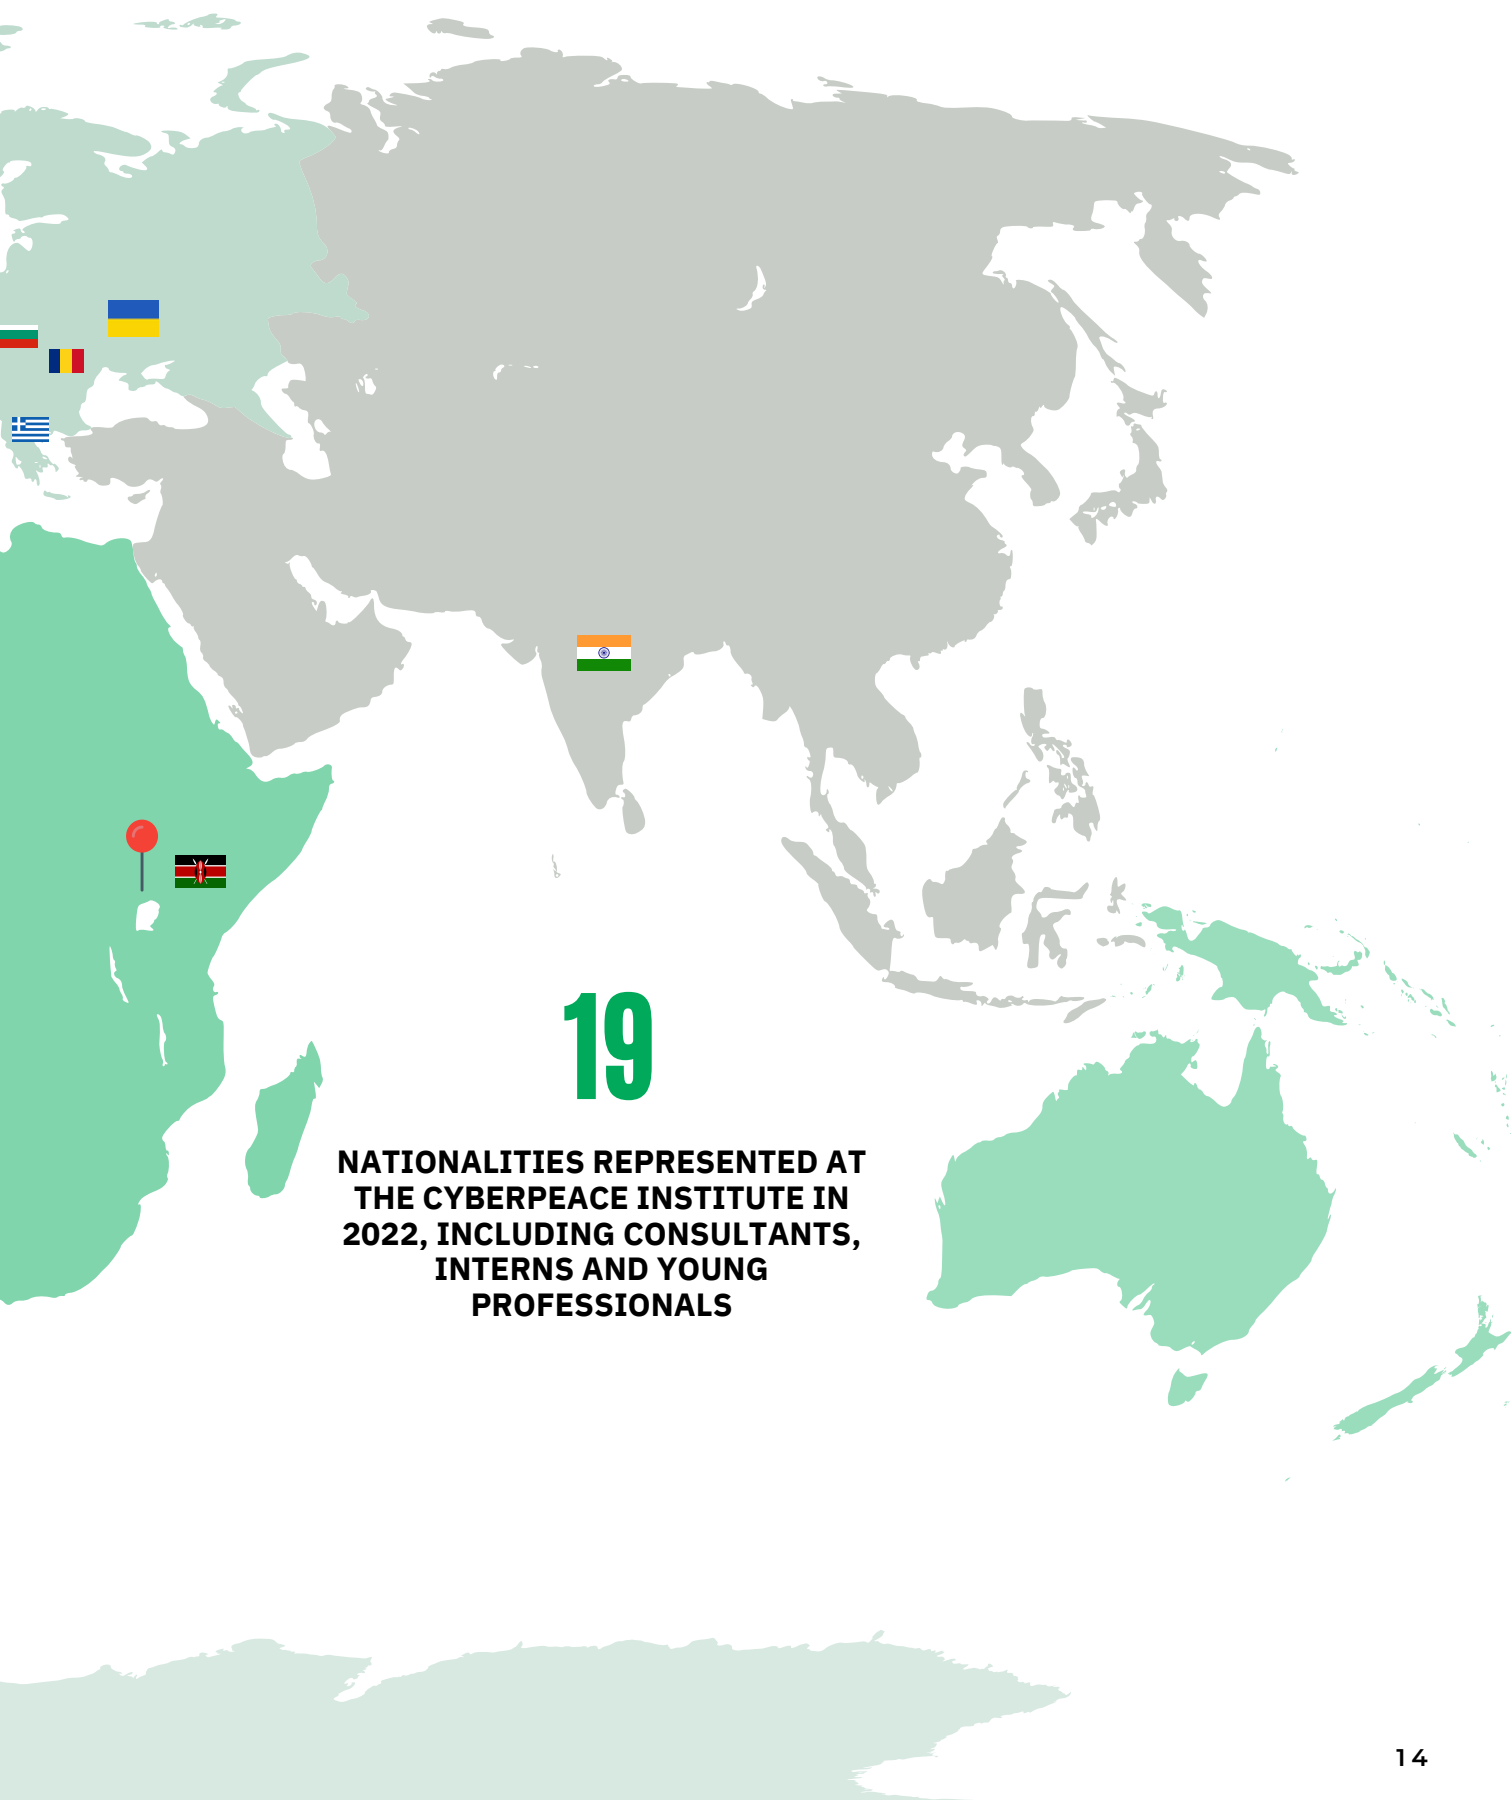 19
NATIONALITIES REPRESENTED AT
THE CYBERPEACE INSTITUTE IN
2022, INCLUDING CONSULTANTS,
INTERNS AND YOUNG
PROFESSIONALS
14